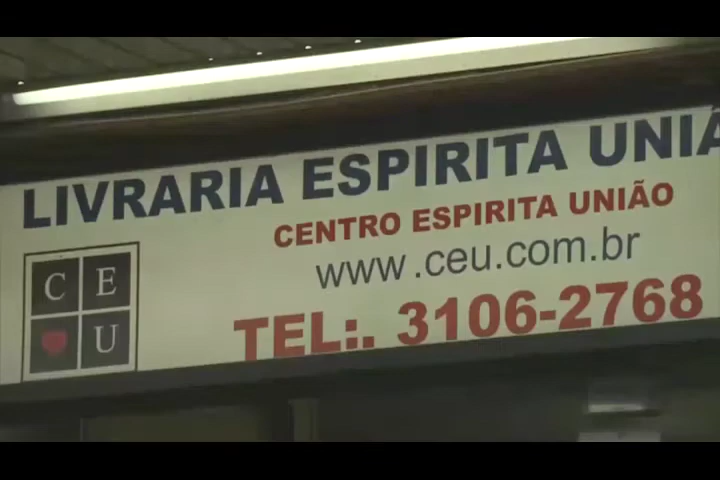 LIVRARIA ESPIRITA UNIÃ
CENTRO ESPIRITA UNIÃO
www.ceu.com.br
TEL:. 3106-2768
C E
U